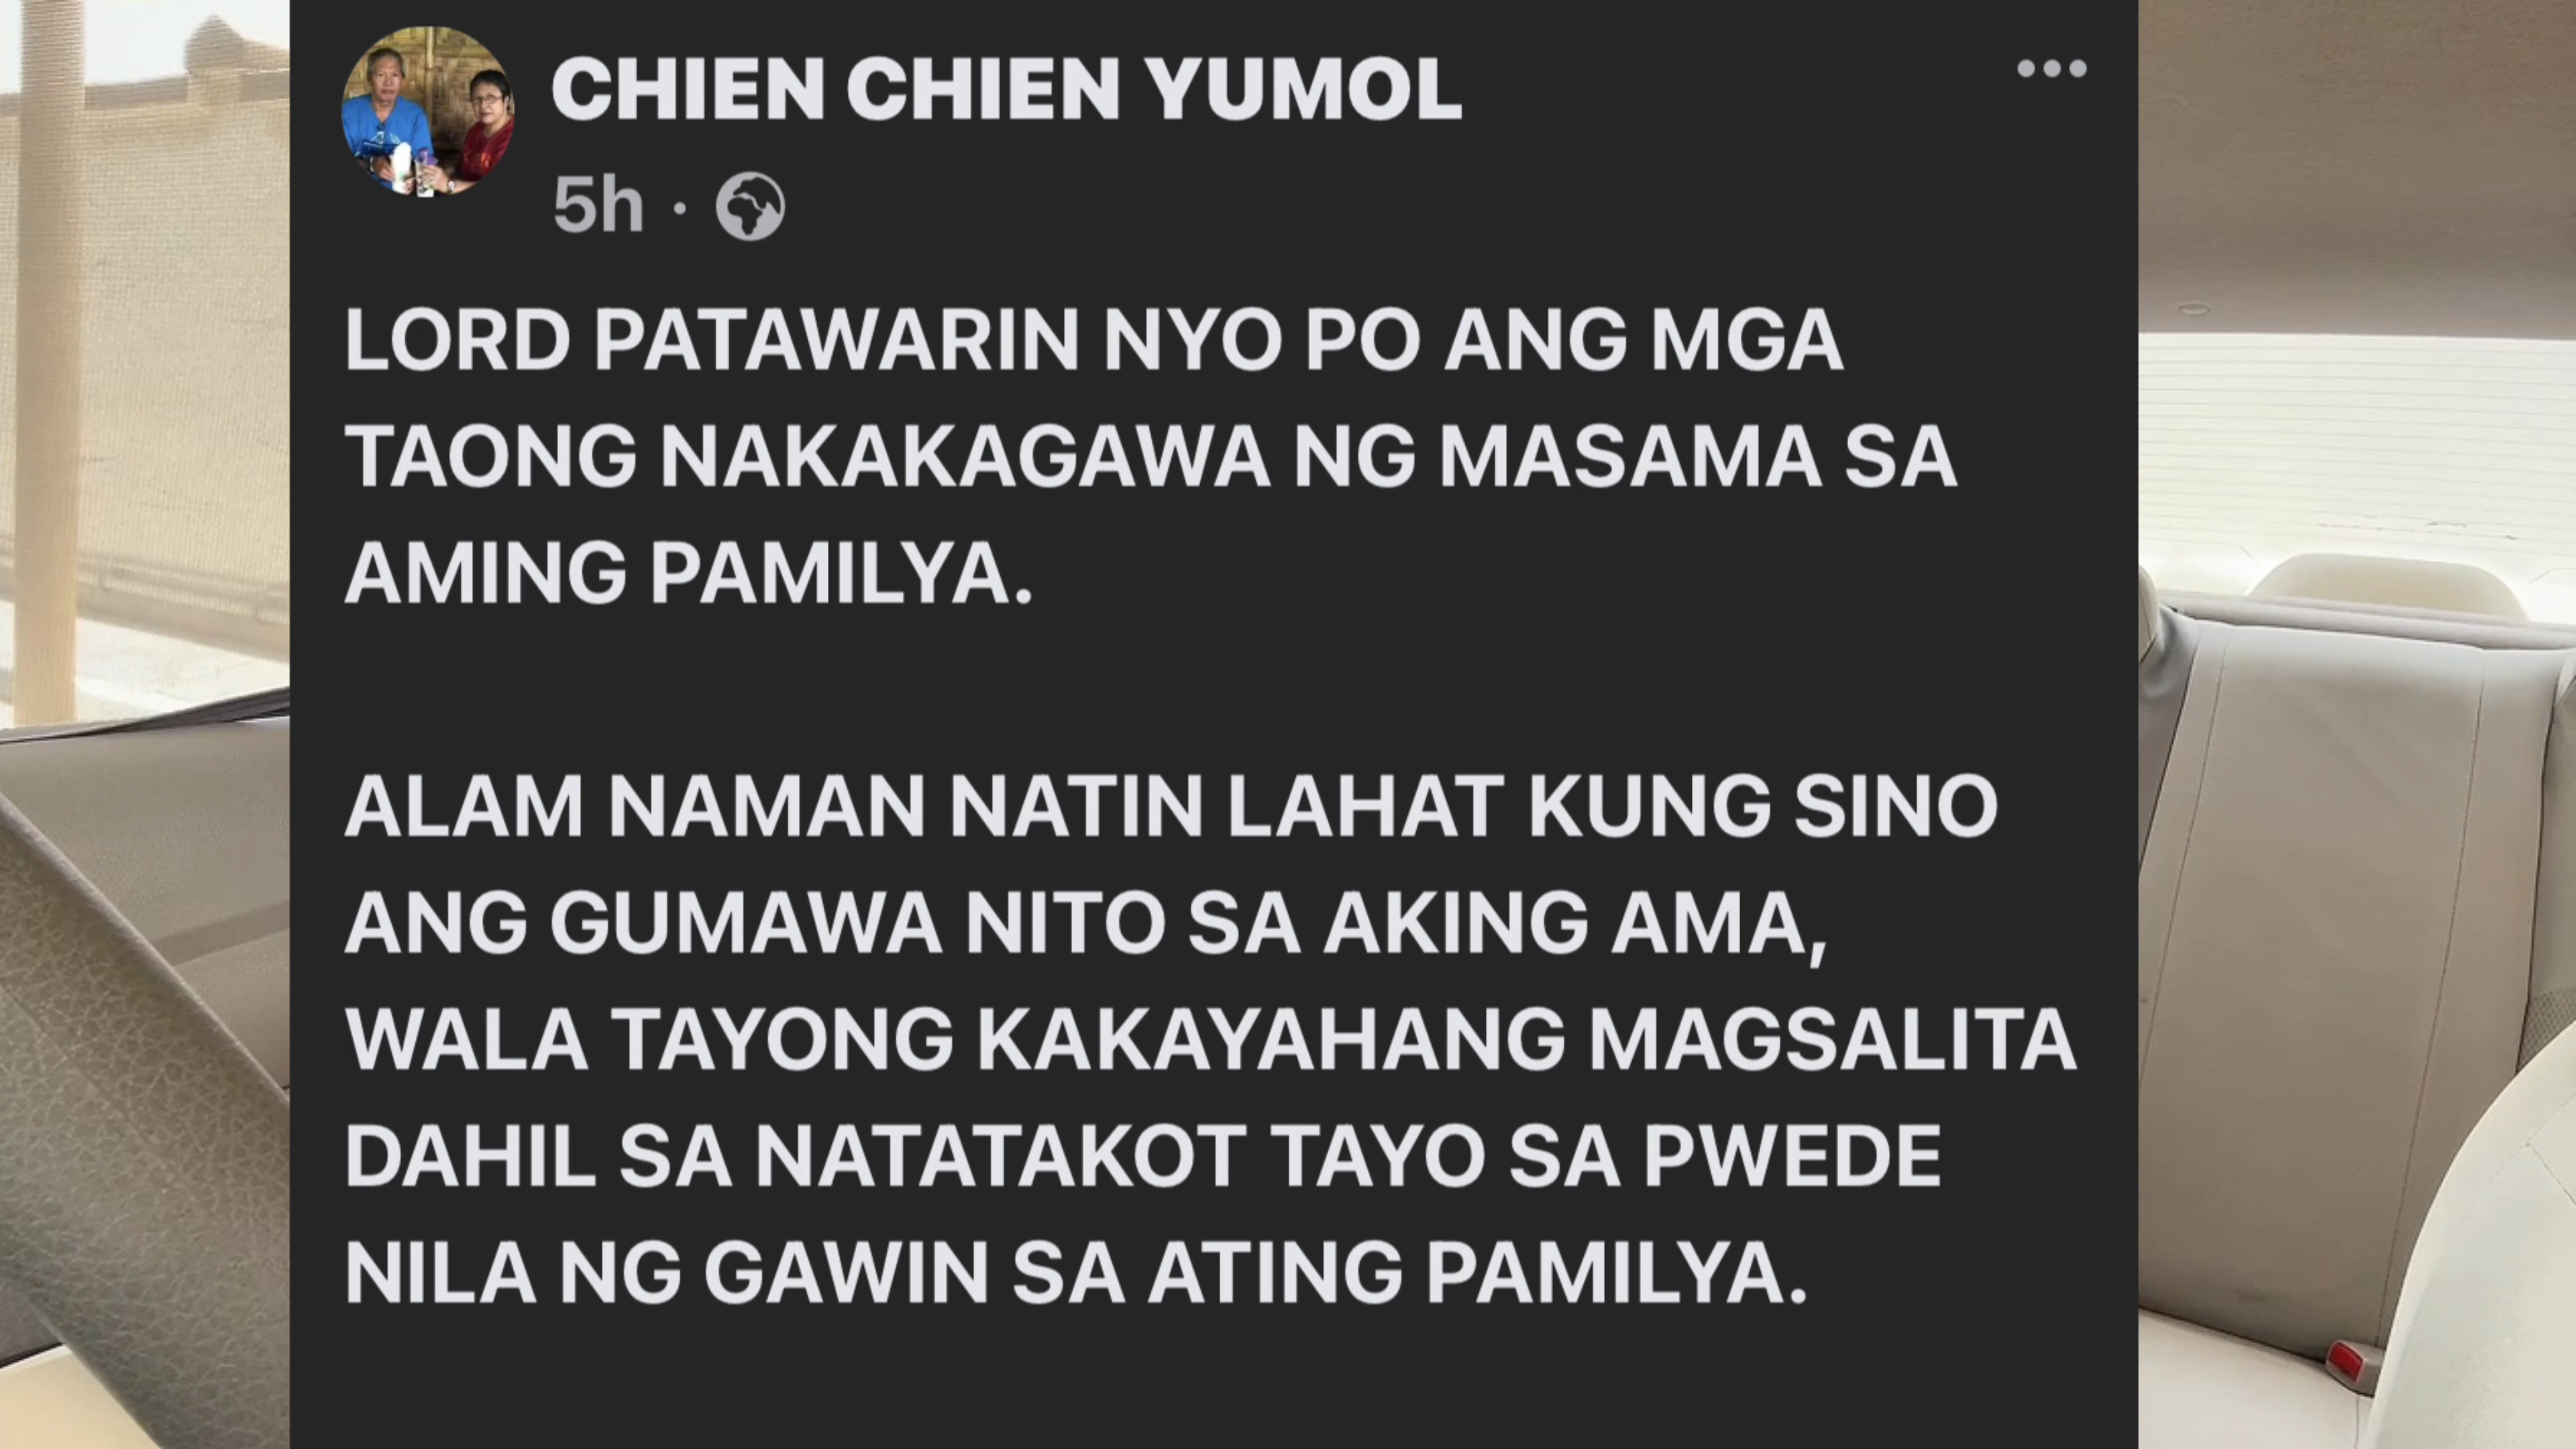 CHIEN CHIEN YUMOL
5h ·
LORD PATAWARIN NYO PO ANG MGA
TAONG NAKAKAGAWA NG MASAMA SA
AMING PAMILYA.
ALAM NAMAN NATIN LAHAT KUNG SINO
ANG GUMAWA NITO SA AKING AMA,
WALA TAYONG KAKAYAHANG MAGSALITA
DAHIL SA NATATAKOT TAYO SA PWEDE
NILA NG GAWIN SA ATING PAMILYA.